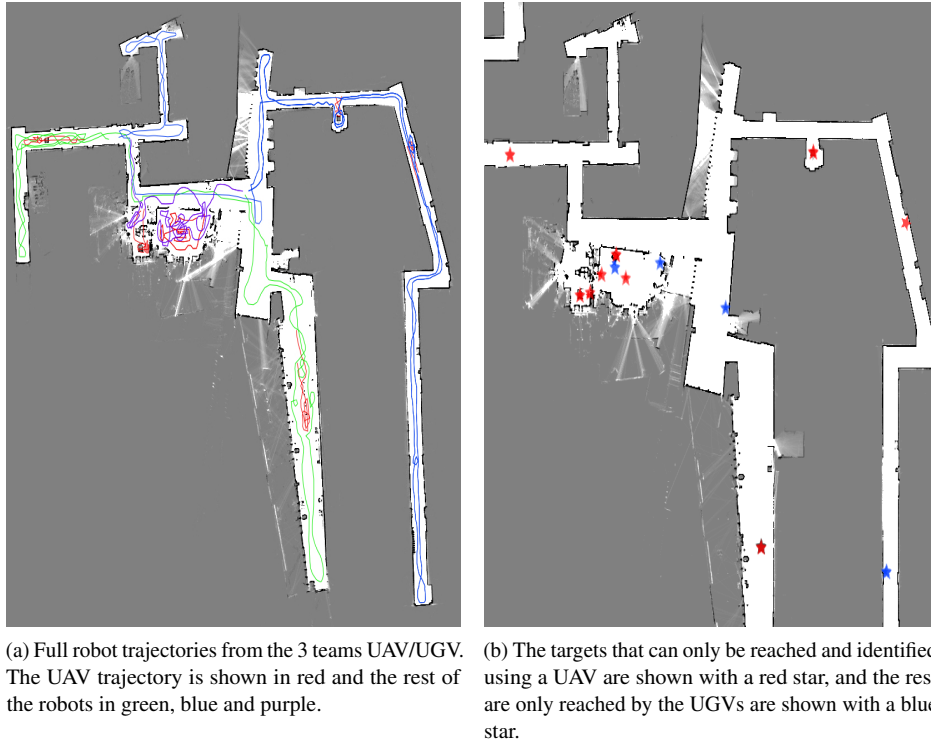 (a) Full robot trajectories from the 3 teams UAV/UGV.
The UAV trajectory is shown in red and the rest of
the robots in green, blue and purple.
(b) The targets that can only be reached and identified
using a UAV are shown with a red star, and the res
are only reached by the UGVs are shown with a blue
star.